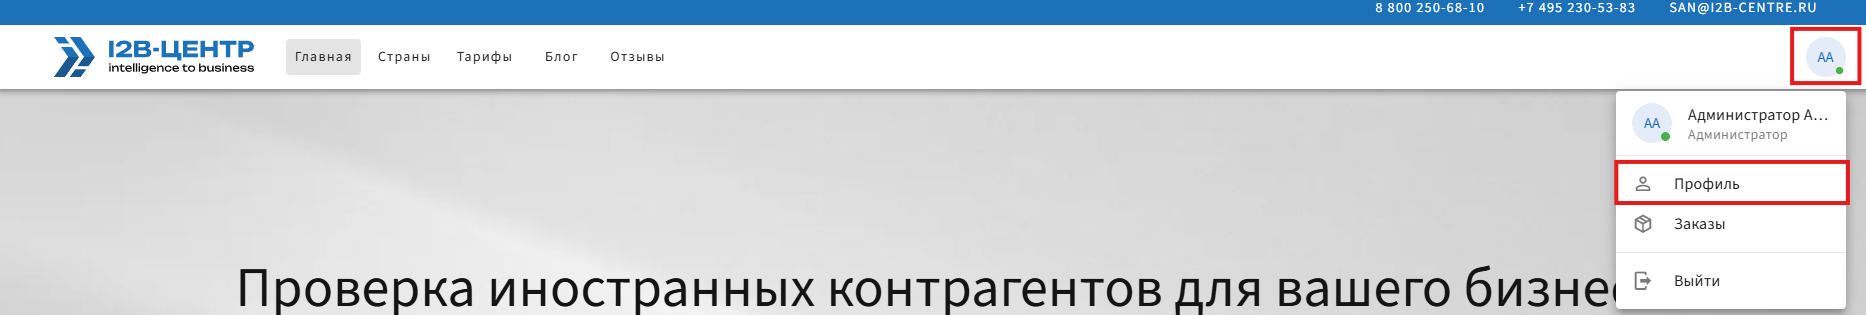 8 800 250-68-10 +7 495 230-53-83 SAN@I2B-CENTRE.RU
I2B-ЦЕНТР
intelligence to business
Главная Страны Тарифы Блог Отзывы
АА
АА
Администратор А...
Администратор
Профиль
Заказы
Выйти
Проверка иностранных контрагентов для вашего